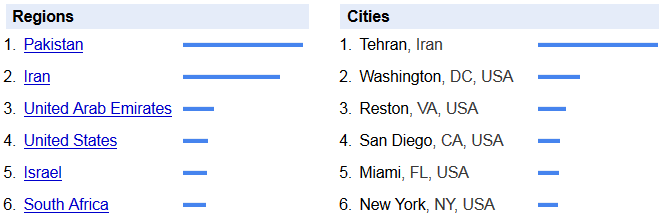 Regions
1. Pakistan
2. Iran
3. United Arab Emirates
4. United States
5. Israel
6. South Africa
Cities
1. Tehran, Iran
2. Washington, DC, USA
3. Reston, VA, USA
4. San Diego, CA, USA
5. Miami, FL, USA
6. New York, NY, USA